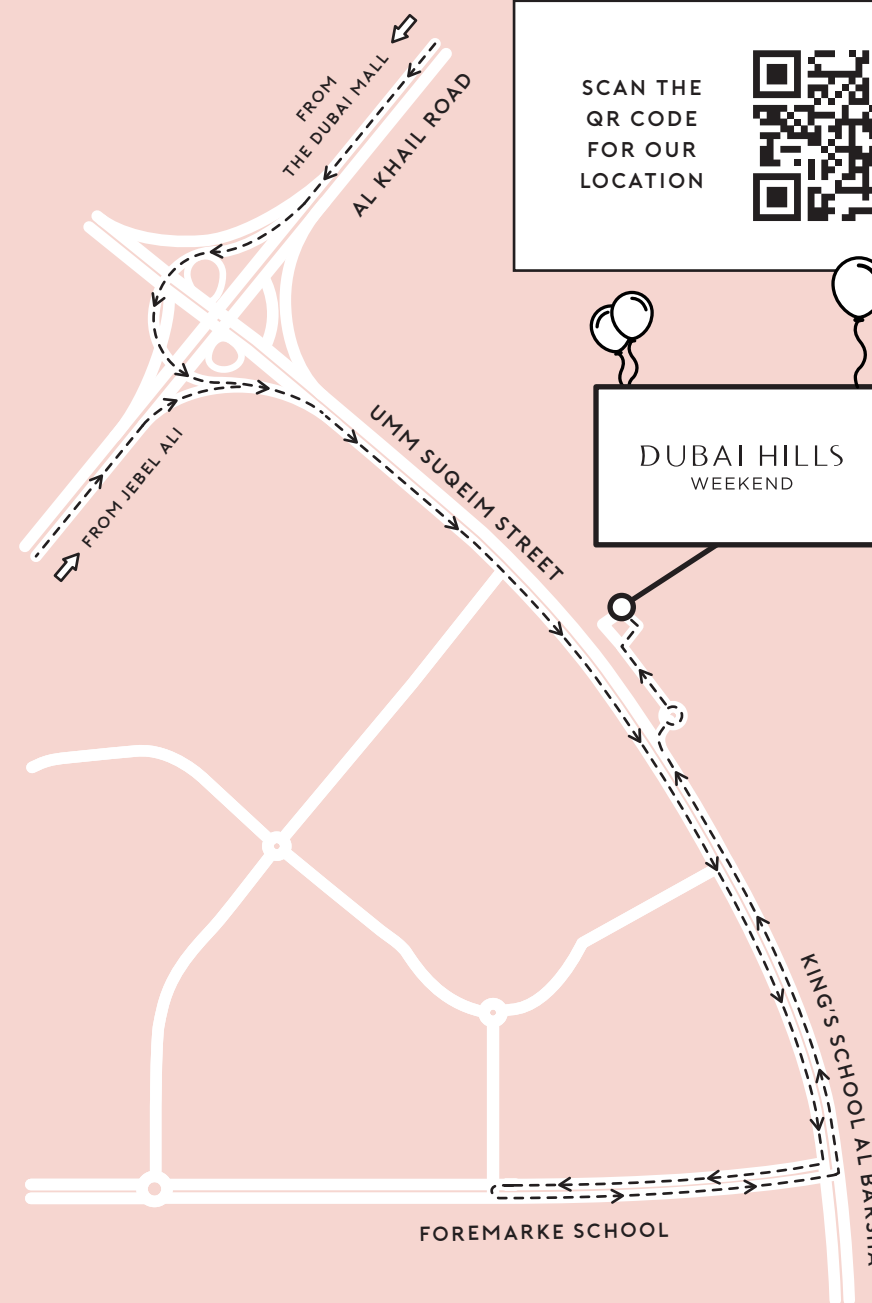 FROM
THE DUBAI MALL
AL KHAIL ROAD
SCAN THE
QR CODE
FOR OUR
LOCATION
FROM JEBEL ALI
UMM SUQEIM STREET
DUBAI HILLS
WEEKEND
KING'S SCHOOL AL BARSHA
FOREMARKE SCHOOL